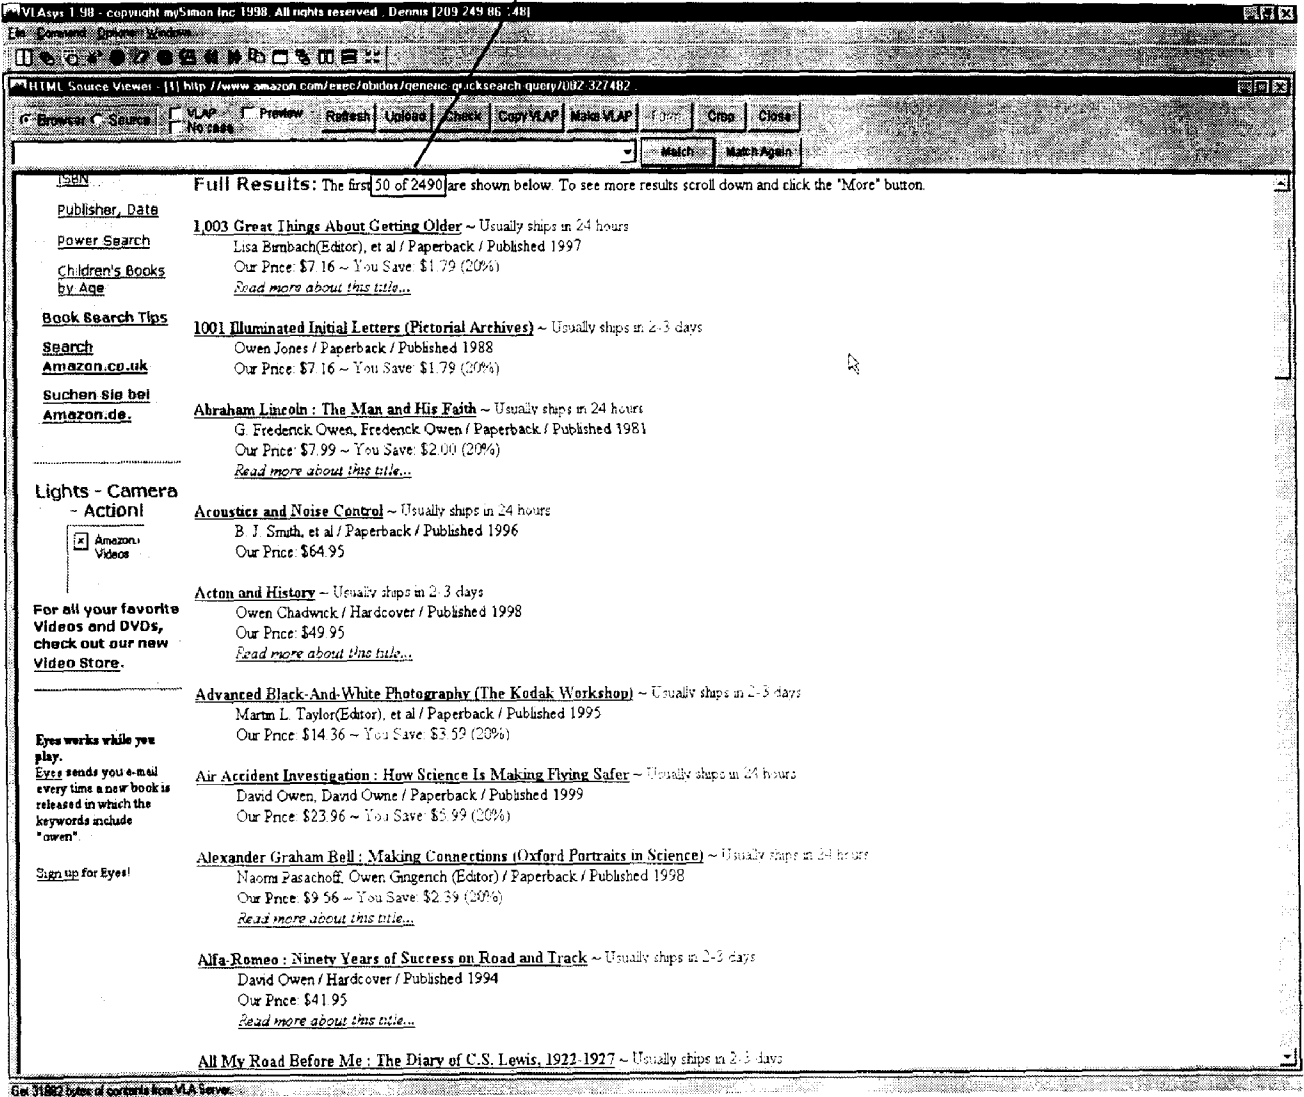 VLAsys 1.98 - copyright mySimon Inc 1998, All rights reserved, Dennis [209 249 86 148]
File Command Options Windows
HTML Source Viewer - [1] http://www.amazon.com/exec/obidos/generic-quicksearch-query/002-327482
Browser Source VLAP No case Preview Refresh Upload Check Copy VLAP Make VLAP Crop Close
Match Match Again
ISBN
Publisher, Date
Power Search
Children's Books
by Age
Book Search Tips
Search
Amazon.co.uk
Suchen Sie bei
Amazon.de.
Lights - Camera
- Action!
Amazon
Videos
For all your favorite
Videos and DVDs,
check out our new
Video Store.
Eyes works while you
play.
Eyes sends you e-mail
every time a new book is
released in which the
keywords include
"owen".
Sign up for Eyes!
Full Results: The first 50 of 2490 are shown below. To see more results scroll down and click the "More" button.
1,003 Great Things About Getting Older ~ Usually ships in 24 hours
Lisa Birnbach(Editor), et al / Paperback / Published 1997
Our Price: $7.16 ~ You Save: $1.79 (20%)
Read more about this title...
1001 Illuminated Initial Letters (Pictorial Archives) ~ Usually ships in 2-3 days
Owen Jones / Paperback / Published 1988
Our Price: $7.16 ~ You Save: $1.79 (20%)
Abraham Lincoln : The Man and His Faith ~ Usually ships in 24 hours
G. Frederick Owen, Frederick Owen / Paperback / Published 1981
Our Price: $7.99 ~ You Save: $2.00 (20%)
Read more about this title...
Acoustics and Noise Control ~ Usually ships in 24 hours
B. J. Smith, et al / Paperback / Published 1996
Our Price: $64.95
Acton and History ~ Usually ships in 2-3 days
Owen Chadwick / Hardcover / Published 1998
Our Price: $49.95
Read more about this title...
Advanced Black-And-White Photography (The Kodak Workshop) ~ Usually ships in 2-3 days
Martin L. Taylor(Editor), et al / Paperback / Published 1995
Our Price: $14.36 ~ You Save: $3.59 (20%)
Air Accident Investigation : How Science Is Making Flying Safer ~ Usually ships in 24 hours
David Owen, David Owne / Paperback / Published 1999
Our Price: $23.96 ~ You Save: $5.99 (20%)
Alexander Graham Bell : Making Connections (Oxford Portraits in Science) ~ Usually ships in 24 hours
Naomi Pasachoff, Owen Gingerich (Editor) / Paperback / Published 1998
Our Price: $9.56 ~ You Save: $2.39 (20%)
Read more about this title...
Alfa-Romeo : Ninety Years of Success on Road and Track ~ Usually ships in 2-3 days
David Owen / Hardcover / Published 1994
Our Price: $41.95
Read more about this title...
All My Road Before Me : The Diary of C.S. Lewis, 1922-1927 ~ Usually ships in 2-3 days
Get 31882 bytes of contents from VLA Server.